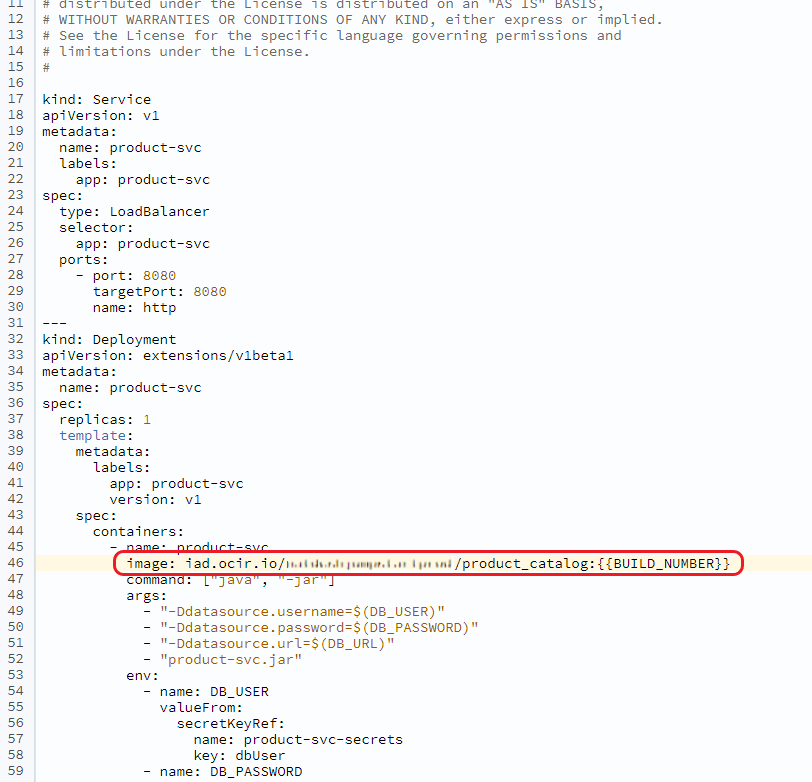 11 # distributed under the License is distributed on an "AS IS" BASIS,
12 # WITHOUT WARRANTIES OR CONDITIONS OF ANY KIND, either express or implied.
13 # See the License for the specific language governing permissions and
14 # limitations under the License.
15 #
16
17 kind: Service
18 apiVersion: v1
19 metadata:
20   name: product-svc
21   labels:
22     app: product-svc
23 spec:
24   type: LoadBalancer
25   selector:
26     app: product-svc
27   ports:
28     - port: 8080
29       targetPort: 8080
30       name: http
31 ---
32 kind: Deployment
33 apiVersion: extensions/v1beta1
34 metadata:
35   name: product-svc
36 spec:
37   replicas: 1
38   template:
39     metadata:
40       labels:
41         app: product-svc
42         version: v1
43     spec:
44       containers:
45         - name: product-svc
46           image: iad.ocir.io/ /product_catalog:{{BUILD_NUMBER}}
47           command: ["java", "-jar"]
48           args:
49             - "-Ddatasource.username=$(DB_USER)"
50             - "-Ddatasource.password=$(DB_PASSWORD)"
51             - "-Ddatasource.url=$(DB_URL)"
52             - "product-svc.jar"
53           env:
54             - name: DB_USER
55               valueFrom:
56                 secretKeyRef:
57                   name: product-svc-secrets
58                   key: dbUser
59             - name: DB_PASSWORD